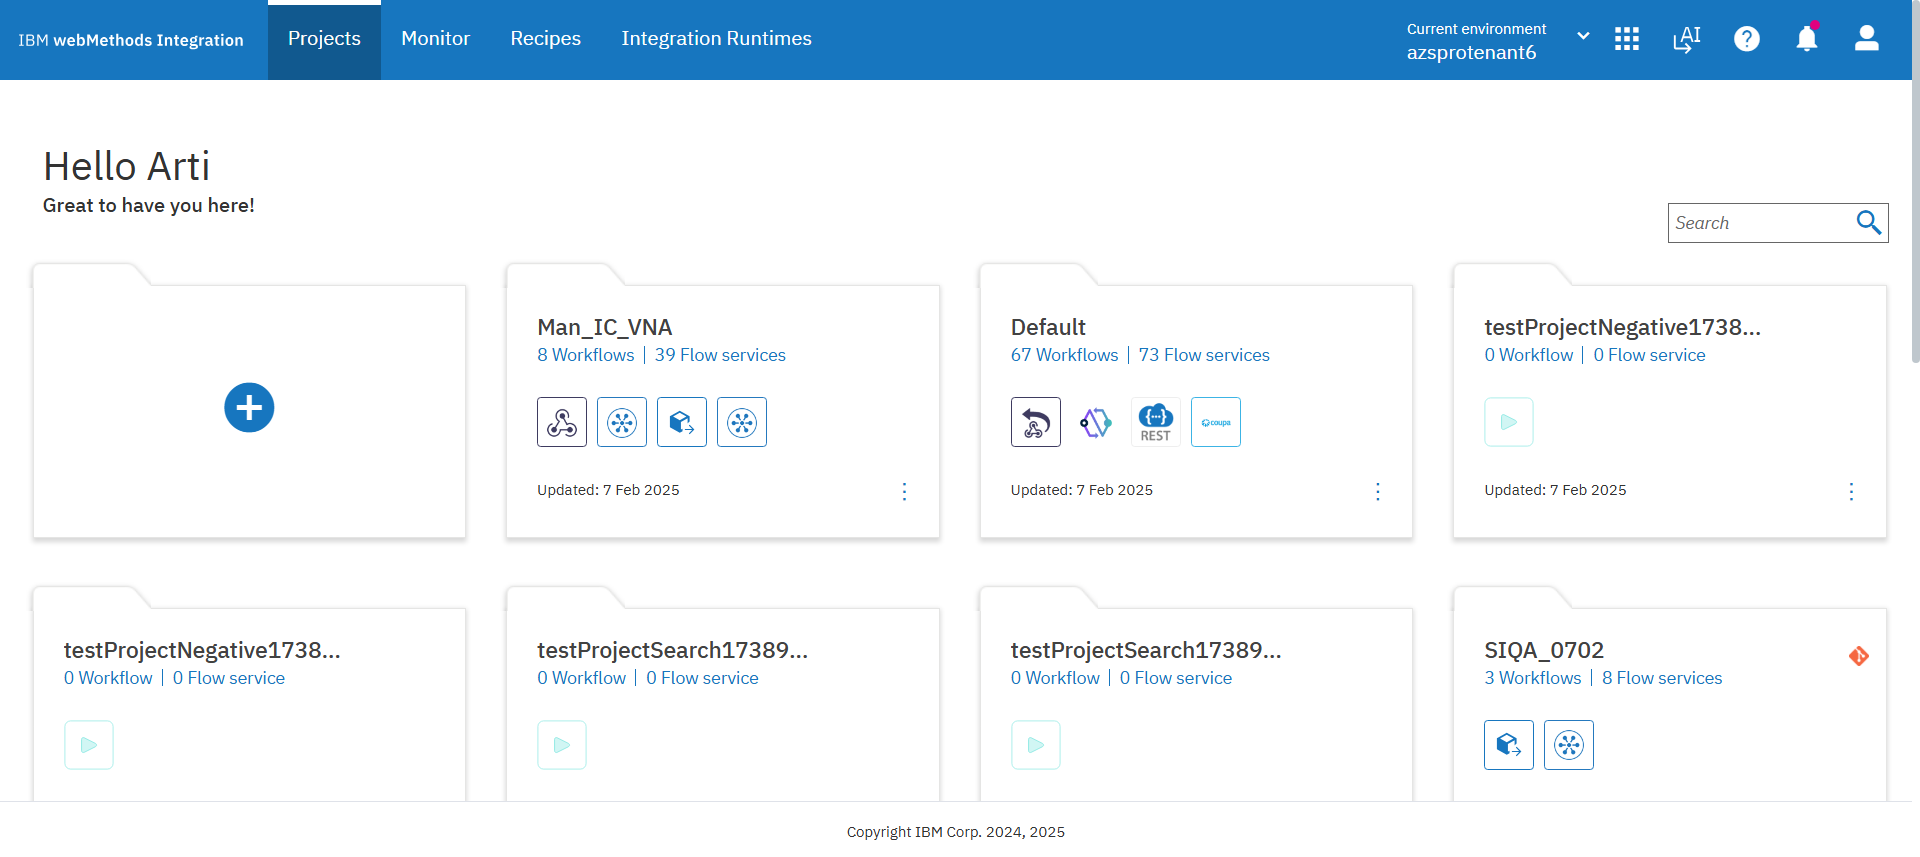 IBM webMethods Integration
Projects
Monitor
Recipes
Integration Runtimes
Current environment
azsprotenant6
AI
?
Hello Arti
Great to have you here!
Search
Man_IC_VNA
8 Workflows | 39 Flow services
Updated: 7 Feb 2025
Default
67 Workflows | 73 Flow services
{...}
REST
coupa
Updated: 7 Feb 2025
testProjectNegative1738...
0 Workflow | 0 Flow service
Updated: 7 Feb 2025
testProjectNegative1738...
0 Workflow | 0 Flow service
testProjectSearch17389...
0 Workflow | 0 Flow service
testProjectSearch17389...
0 Workflow | 0 Flow service
SIQA_0702
3 Workflows | 8 Flow services
Copyright IBM Corp. 2024, 2025